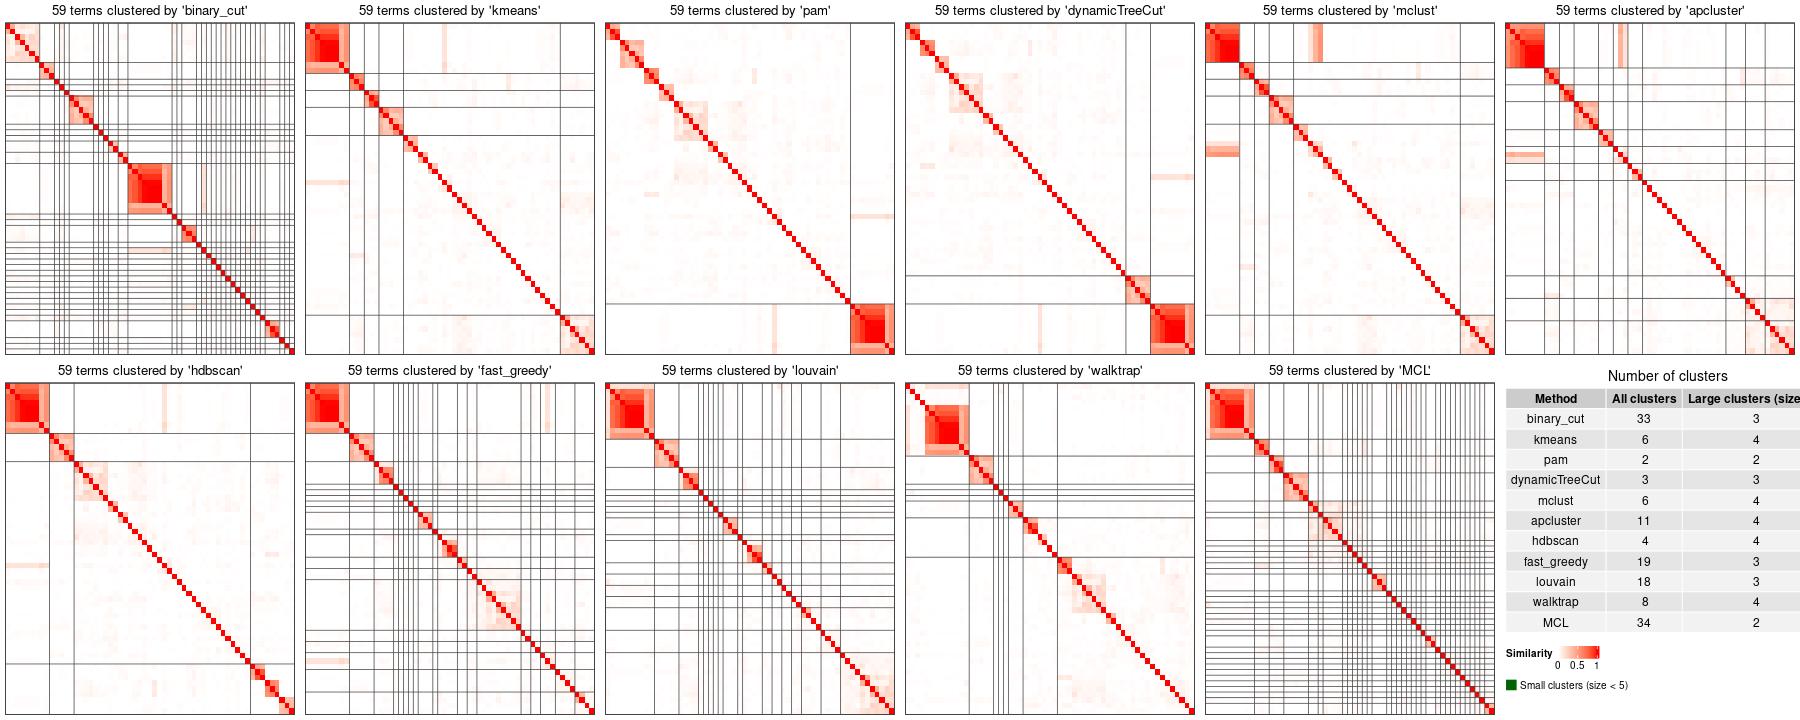 59 terms clustered by 'binary_cut'
59 terms clustered by 'kmeans'
59 terms clustered by 'pam'
59 terms clustered by 'dynamicTreeCut'
59 terms clustered by 'mclust'
59 terms clustered by 'apcluster'
59 terms clustered by 'hdbscan'
59 terms clustered by 'fast_greedy'
59 terms clustered by 'louvain'
59 terms clustered by 'walktrap'
59 terms clustered by 'MCL'
Number of clusters
Method All clusters Large clusters (size
binary_cut 33 3
kmeans 6 4
pam 2 2
dynamicTreeCut 3 3
mclust 6 4
apcluster 11 4
hdbscan 4 4
fast_greedy 19 3
louvain 18 3
walktrap 8 4
MCL 34 2
Similarity
0 0.5 1
Small clusters (size < 5)